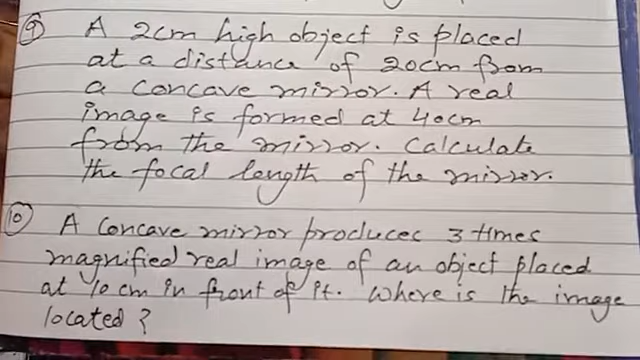 9) A 2cm high object is placed
at a distance of 20cm from
a concave mirror. A real
image is formed at 40cm
from the mirror. Calculate
the focal length of the mirror.
10) A Concave mirror produces 3 times
magnified real image of an object placed
at 10 cm in front of it. Where is the image
located?